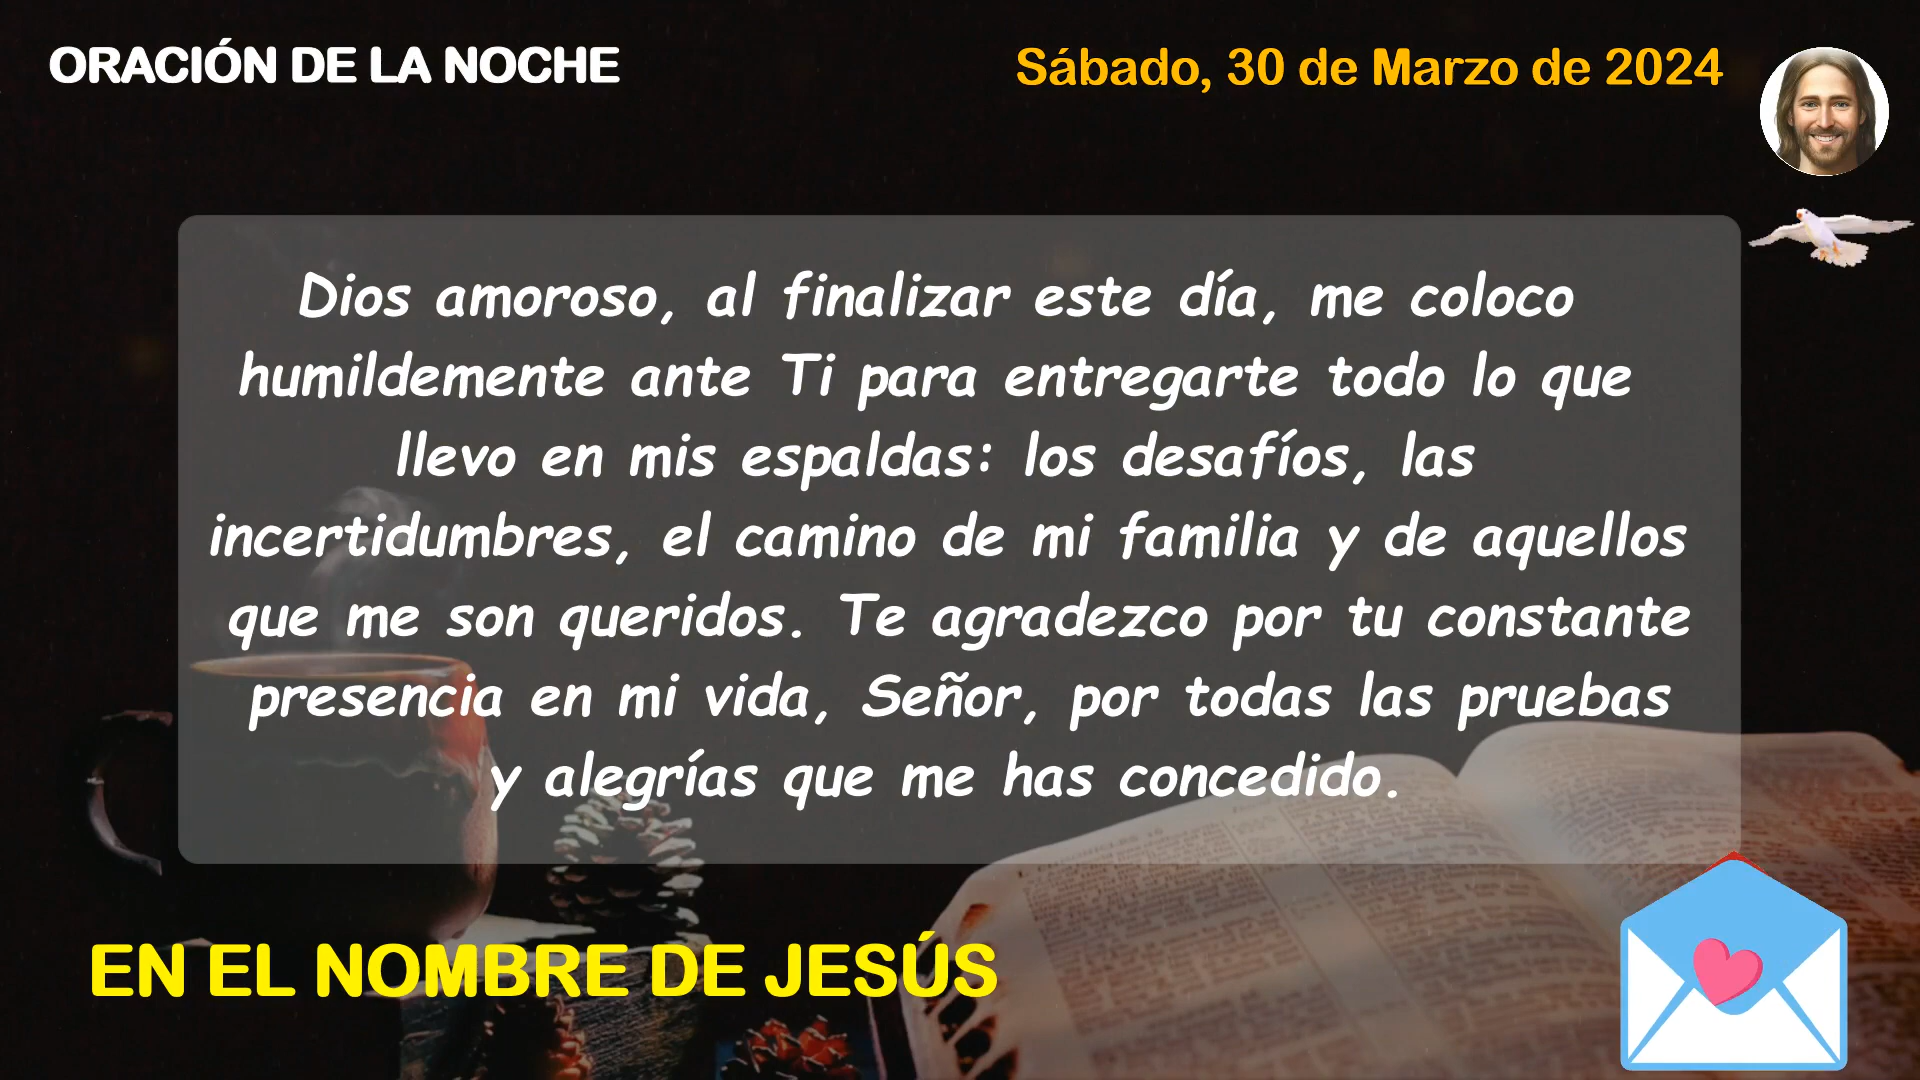 ORACIÓN DE LA NOCHE
Sábado, 30 de Marzo de 2024
Dios amoroso, al finalizar este día, me coloco
humildemente ante Ti para entregarte todo lo que
llevo en mis espaldas: los desafíos, las
incertidumbres, el camino de mi familia y de aquellos
que me son queridos. Te agradezco por tu constante
presencia en mi vida, Señor, por todas las pruebas
y alegrías que me has concedido.
EN EL NOMBRE DE JESÚS